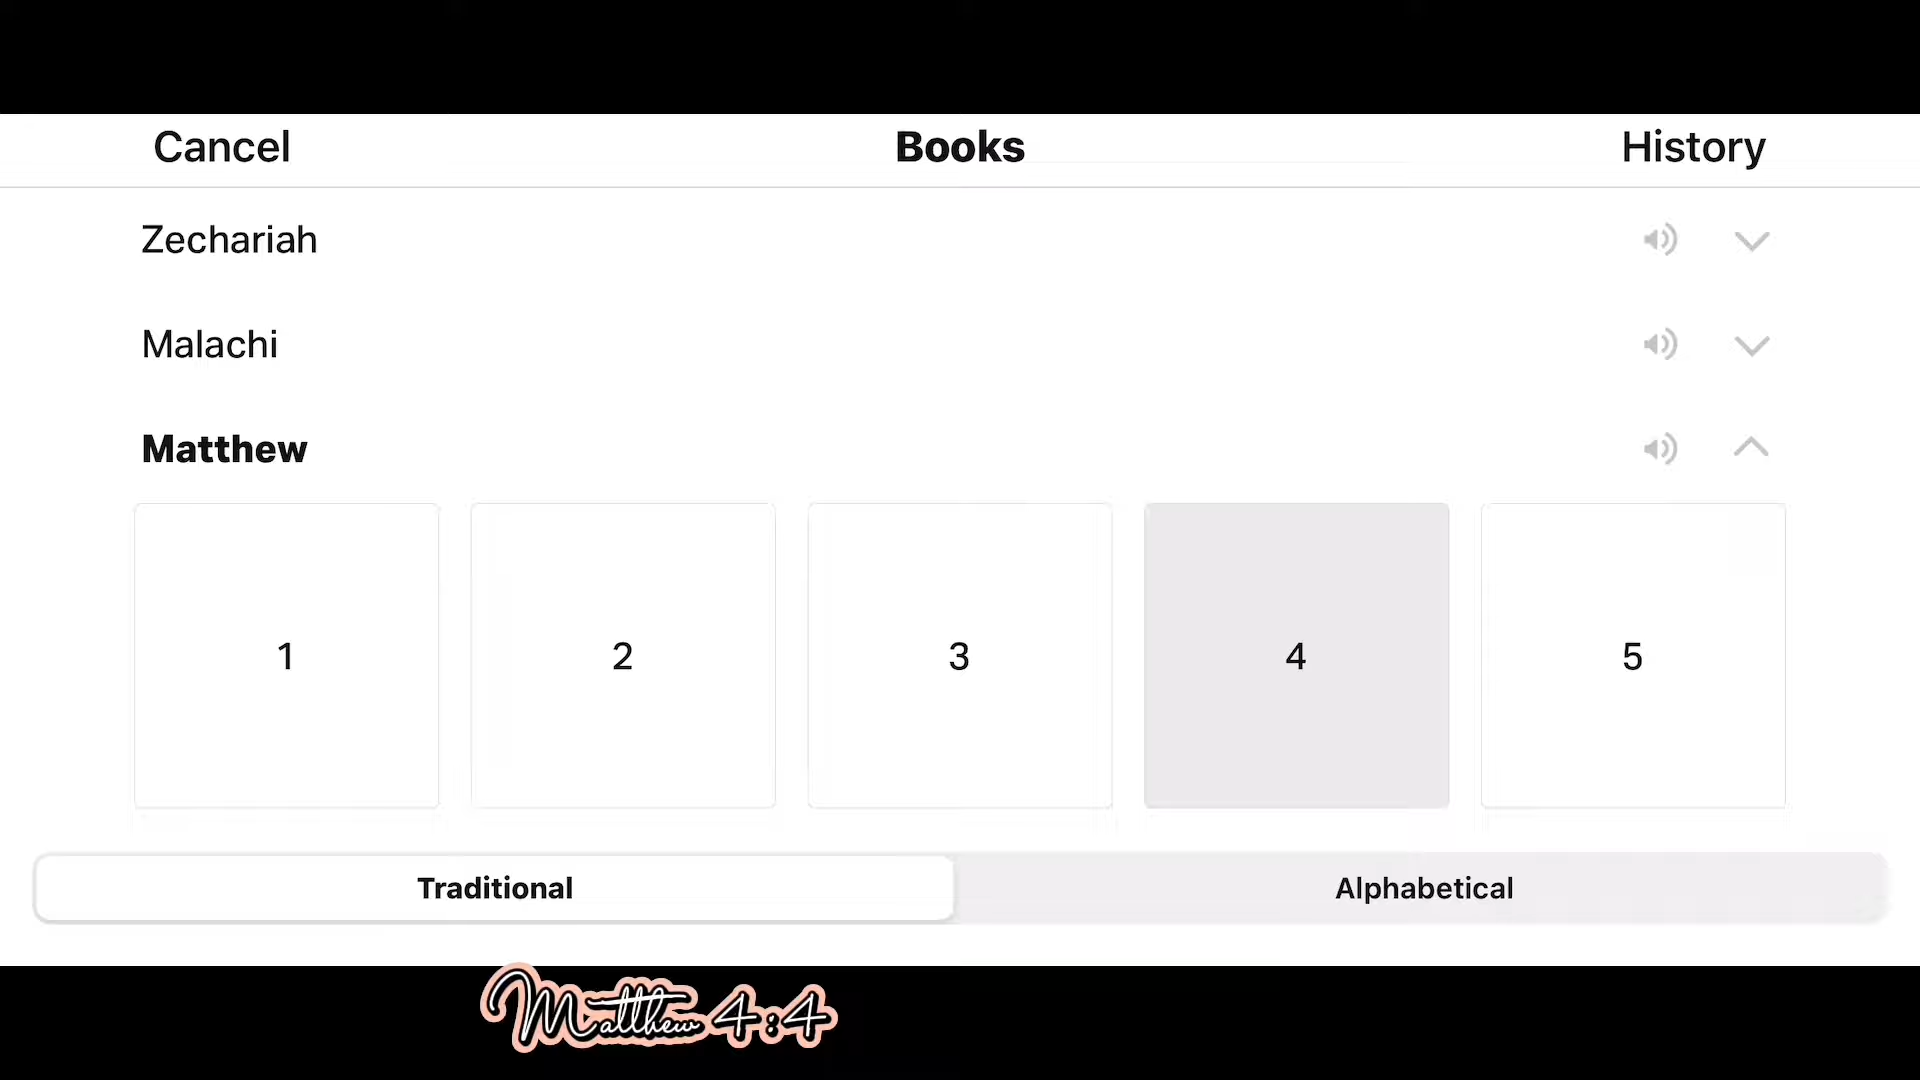 Cancel Books History
Zechariah
Malachi
Matthew
1 2 3 4 5
Traditional Alphabetical
Matthew 4:4